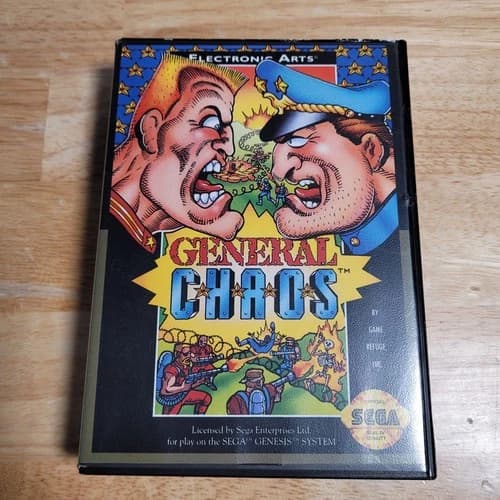 ELECTRONIC ARTS®
GENERAL
CHAOS™
BY
GAME
REFUGE
INC.
SEGA
Licensed by Sega Enterprises Ltd.
for play on the SEGA™ GENESIS™ SYSTEM